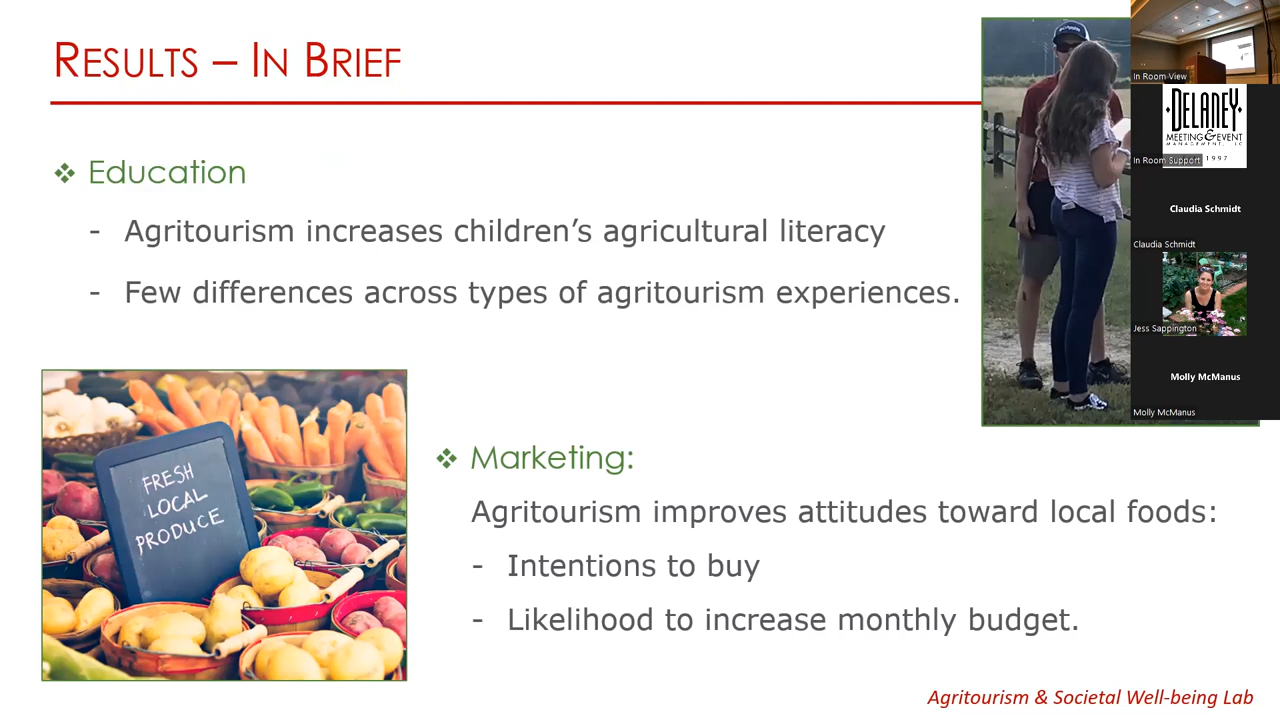 RESULTS – IN BRIEF
❖ Education
- Agritourism increases children's agricultural literacy
- Few differences across types of agritourism experiences.
FRESH
LOCAL
PRODUCE
❖ Marketing:
Agritourism improves attitudes toward local foods:
- Intentions to buy
- Likelihood to increase monthly budget.
Agritourism & Societal Well-being Lab
In Room View
DELANEY
MEETING & EVENT
MANAGEMENT, LLC
1997
In Room Support
Claudia Schmidt
Claudia Schmidt
Jess Sappington
Molly McManus
Molly McManus